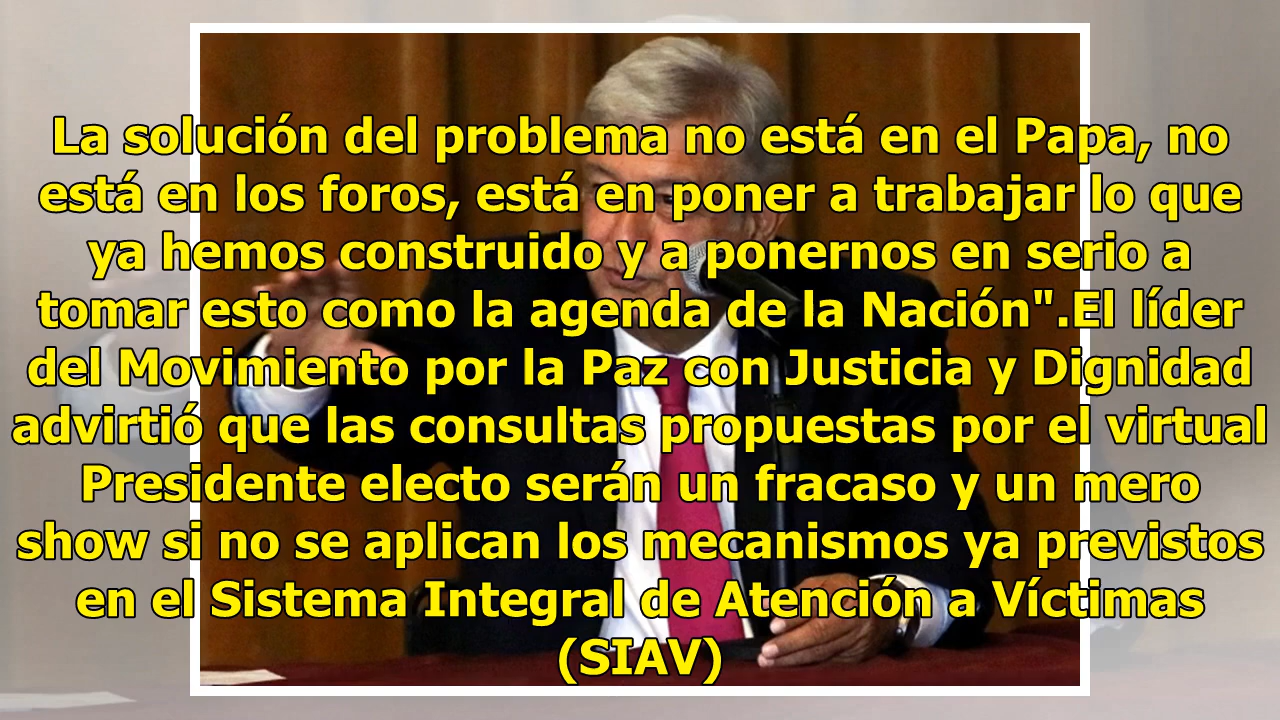 La solución del problema no está en el Papa, no
está en los foros, está en poner a trabajar lo que
ya hemos construido y a ponernos en serio a
tomar esto como la agenda de la Nación".El líder
del Movimiento por la Paz con Justicia y Dignidad
advirtió que las consultas propuestas por el virtual
Presidente electo serán un fracaso y un mero
show si no se aplican los mecanismos ya previstos
en el Sistema Integral de Atención a Víctimas
(SIAV)